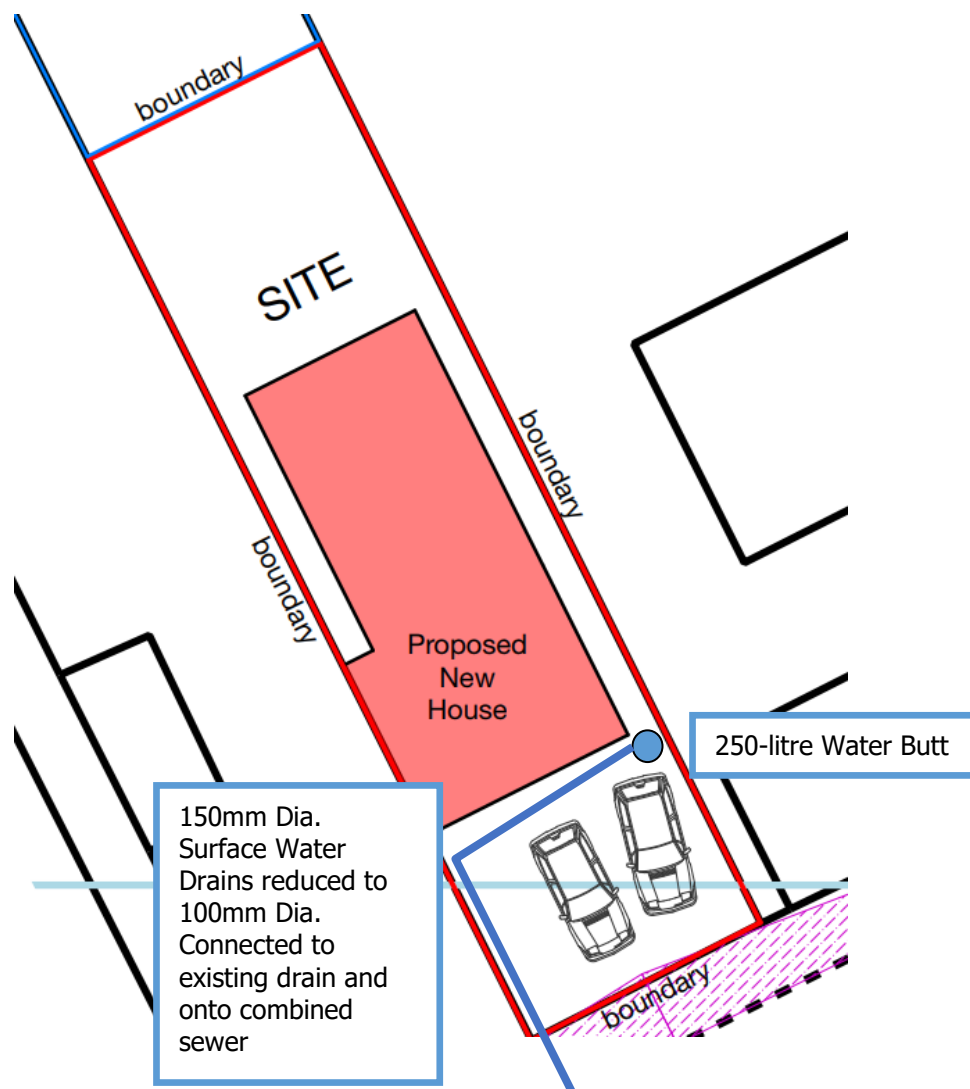 boundary
SITE
boundary
boundary
Proposed
New
House
250-litre Water Butt
150mm Dia.
Surface Water
Drains reduced to
100mm Dia.
Connected to
existing drain and
onto combined
sewer
boundary